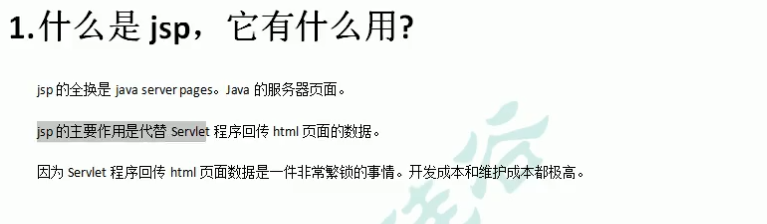 1.什么是 jsp，它有什么用?
jsp 的全换是 java server pages。Java 的服务器页面。
jsp 的主要作用是代替 Servlet 程序回传 html 页面的数据。
因为 Servlet 程序回传 html 页面数据是一件非常繁锁的事情。开发成本和维护成本都极高。
硅谷